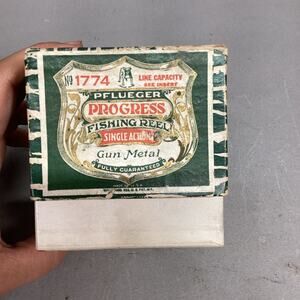 No 1774
LINE CAPACITY
SEE INSERT
PFLUEGER
PROGRESS
FISHING REEL
SINGLE ACTION
Gun Metal
FULLY GUARANTEED